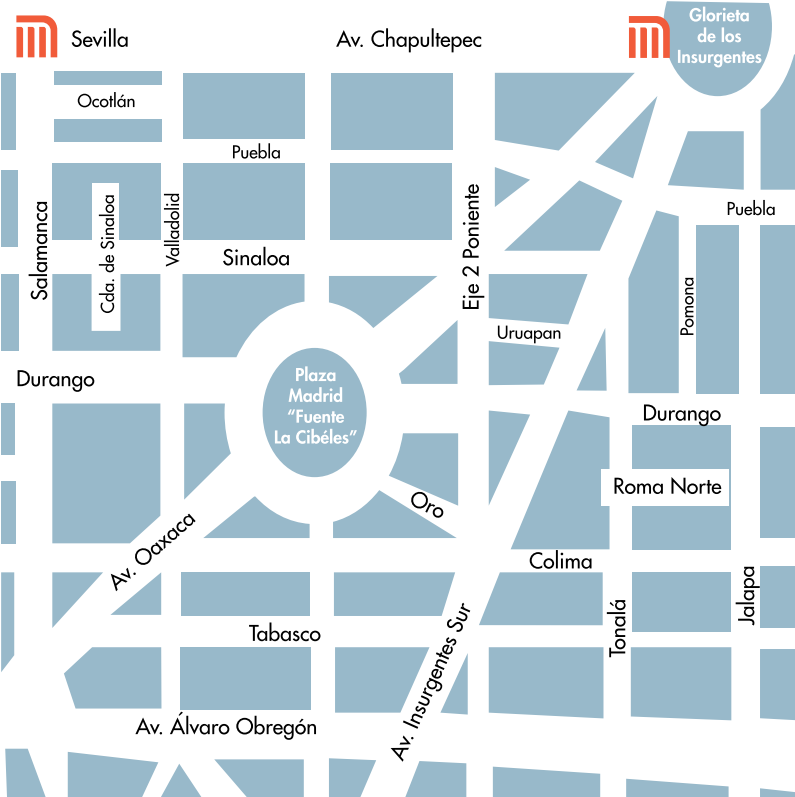 Sevilla
Av. Chapultepec
Glorieta
de los
Insurgentes
Ocotlán
Puebla
Salamanca
Cda. de Sinaloa
Valladolid
Eje 2 Poniente
Puebla
Sinaloa
Pomona
Uruapan
Durango
Plaza
Madrid
“Fuente
La Cibéles”
Durango
Roma Norte
Oro
Av. Oaxaca
Colima
Jalapa
Tonalá
Tabasco
Av. Insurgentes Sur
Av. Álvaro Obregón